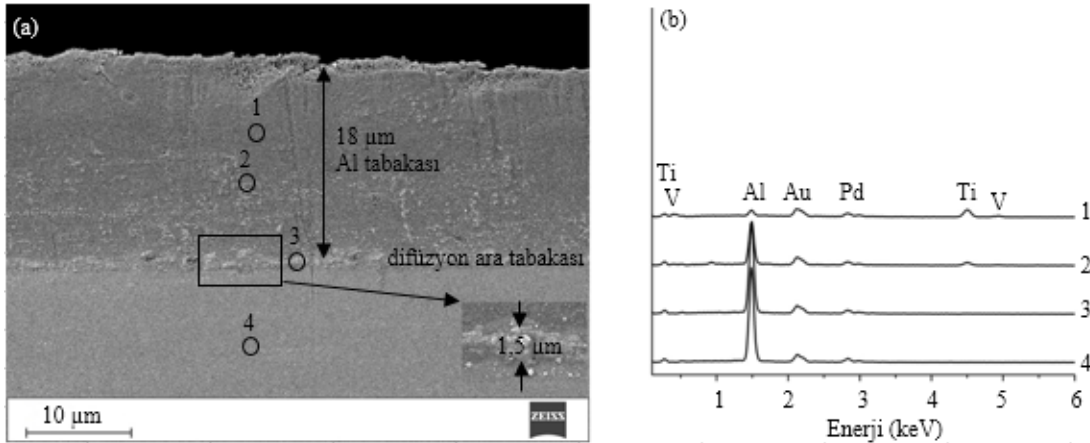 (a)
1
18 µm
Al tabakası
2
3
difüzyon ara tabakası
4
1,5 µm
10 µm
ZEISS
(b)
Ti
V
Al
Au
Pd
Ti
V
1
2
3
4
1
2
3
4
5
6
Enerji (keV)